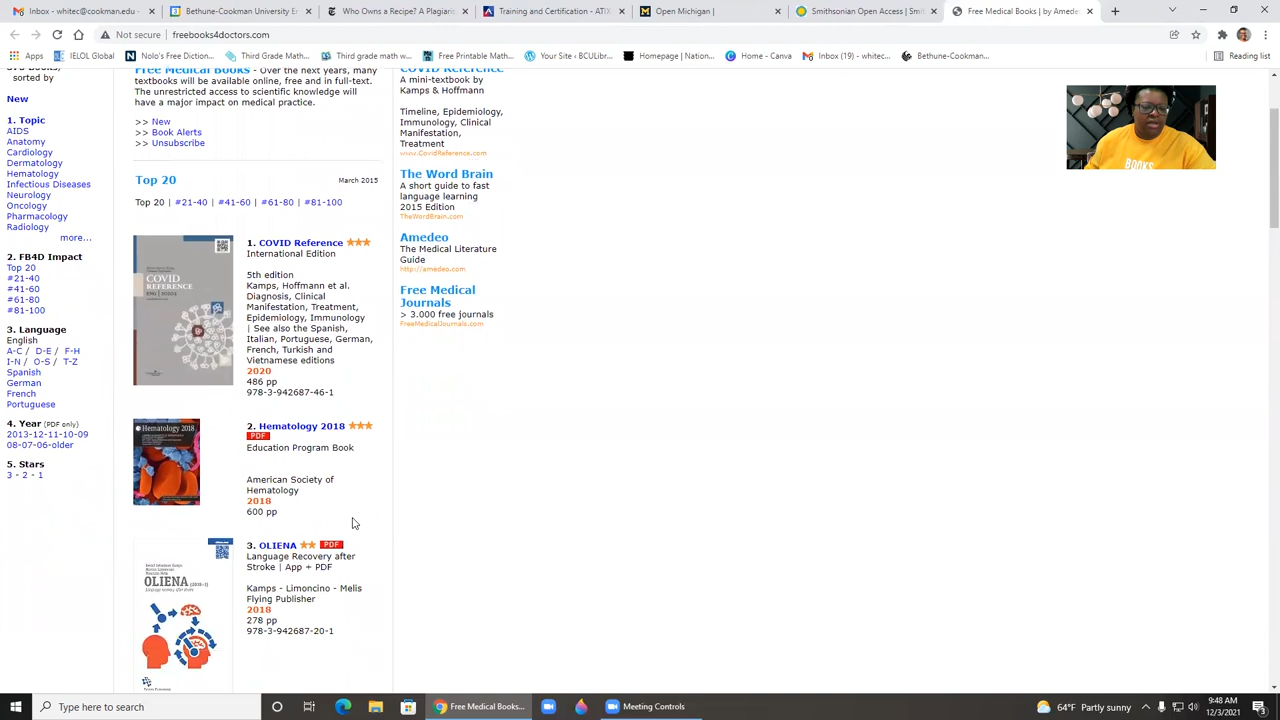 Inbox - whitec@cookman.edu -
Bethune-Cookman University Em
Who Owns a Recipe? A Plagiaris
Training and Certification - ATIX
Open Michigan |
Smithsonian Open Access | Smit
Free Medical Books | by Amede
Not secure | freebooks4doctors.com
Apps
IELOL Global
Nolo's Free Diction...
Third Grade Math...
Third grade math w...
Free Printable Math...
Your Site – BCULibr...
Homepage | Nation...
Home - Canva
Inbox (19) - whitec...
Bethune-Cookman...
Reading list
sorted by
New
1. Topic
AIDS
Anatomy
Cardiology
Dermatology
Hematology
Infectious Diseases
Neurology
Oncology
Pharmacology
Radiology
more...
2. FB4D Impact
Top 20
#21-40
#41-60
#61-80
#81-100
3. Language
English
A-C / D-E / F-H
I-N / O-S / T-Z
Spanish
German
French
Portuguese
4. Year (PDF only)
2013-12-11-10-09
08-07-06-older
5. Stars
3 - 2 - 1
Free Medical Books - Over the next years, many
textbooks will be available online, free and in full-text.
The unrestricted access to scientific knowledge will
have a major impact on medical practice.
>> New
>> Book Alerts
>> Unsubscribe
Top 20
March 2015
Top 20 | #21-40 | #41-60 | #61-80 | #81-100
COVID
REFERENCE
1. COVID Reference
International Edition
5th edition
Kamps, Hoffmann et al.
Diagnosis, Clinical
Manifestation, Treatment,
Epidemiology, Immunology
| See also the Spanish,
Italian, Portuguese, German,
French, Turkish and
Vietnamese editions
2020
486 pp
978-3-942687-46-1
Hematology 2018
2. Hematology 2018
PDF
Education Program Book
American Society of
Hematology
2018
600 pp
OLIENA
3. OLIENA PDF
Language Recovery after
Stroke | App + PDF
Kamps - Limoncino - Melis
Flying Publisher
2018
278 pp
978-3-942687-20-1
COVID Reference
A mini-textbook by
Kamps & Hoffmann
Timeline, Epidemiology,
Immunology, Clinical
Manifestation,
Treatment
www.CovidReference.com
The Word Brain
A short guide to fast
language learning
2015 Edition
TheWordBrain.com
Amedeo
The Medical Literature
Guide
http://amedeo.com
Free Medical
Journals
> 3.000 free journals
FreeMedicalJournals.com
BOOKS
Type here to search
Free Medical Books...
Meeting Controls
64°F Partly sunny
9:48 AM
12/3/2021